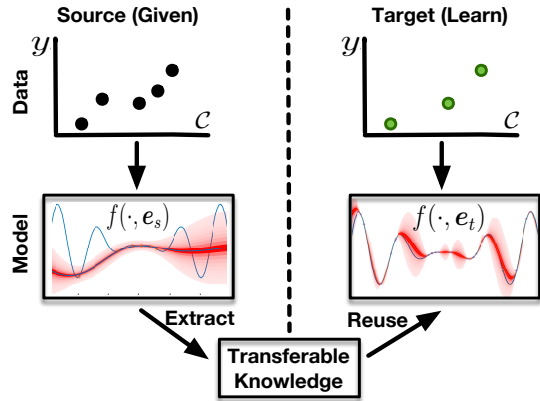 Source (Given)
Target (Learn)
Data
y
C
y
C
Model
f(·, e_s)
f(·, e_t)
Extract
Reuse
Transferable
Knowledge